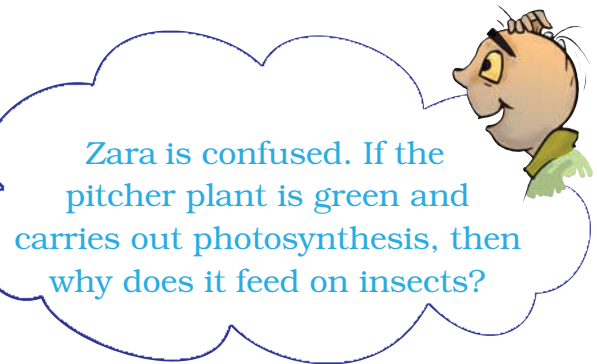 Zara is confused. If the
pitcher plant is green and
carries out photosynthesis, then
why does it feed on insects?